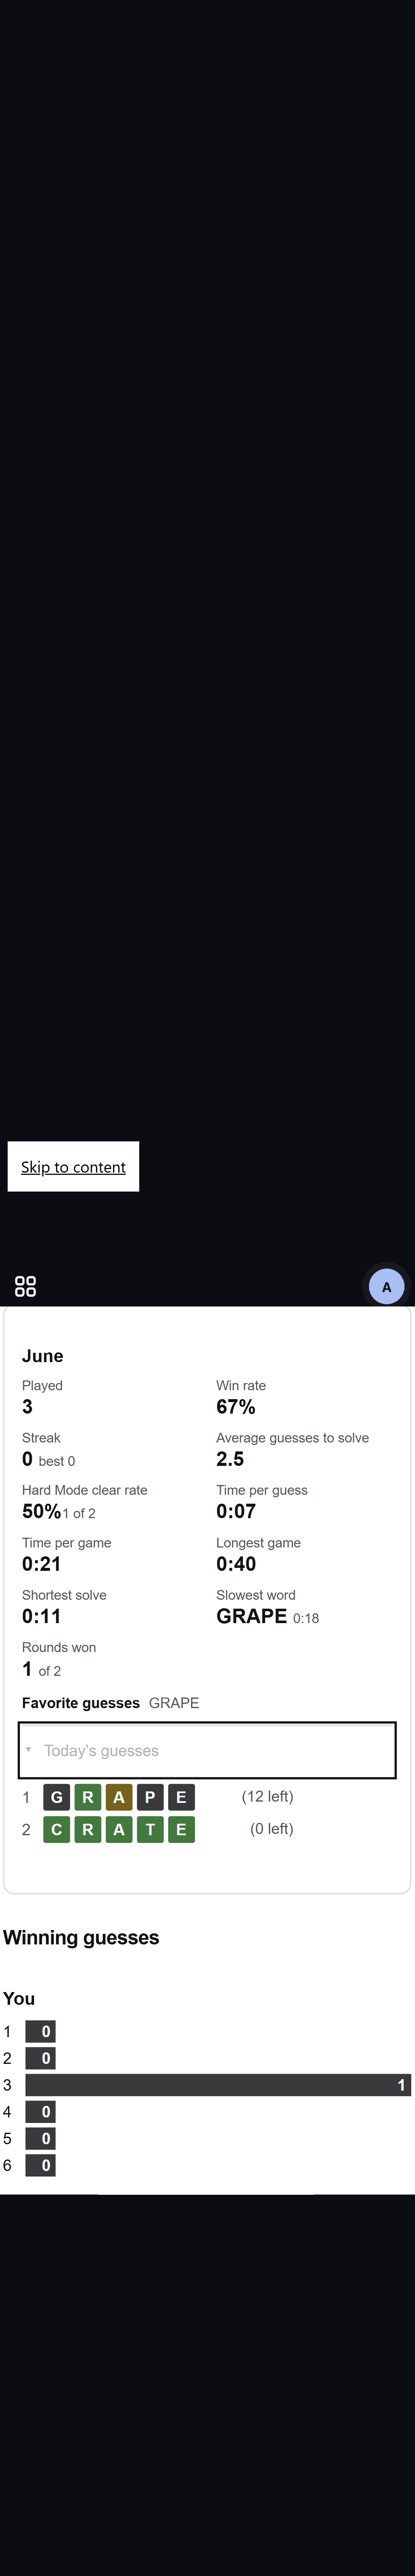 Skip to content
A
June
Played Win rate
3 67%
Streak Average guesses to solve
0 best 0 2.5
Hard Mode clear rate Time per guess
50% 1 of 2 0:07
Time per game Longest game
0:21 0:40
Shortest solve Slowest word
0:11 GRAPE 0:18
Rounds won
1 of 2
Favorite guesses GRAPE
Today's guesses
1 G R A P E (12 left)
2 C R A T E (0 left)
Winning guesses
You
1 0
2 0
3 1
4 0
5 0
6 0